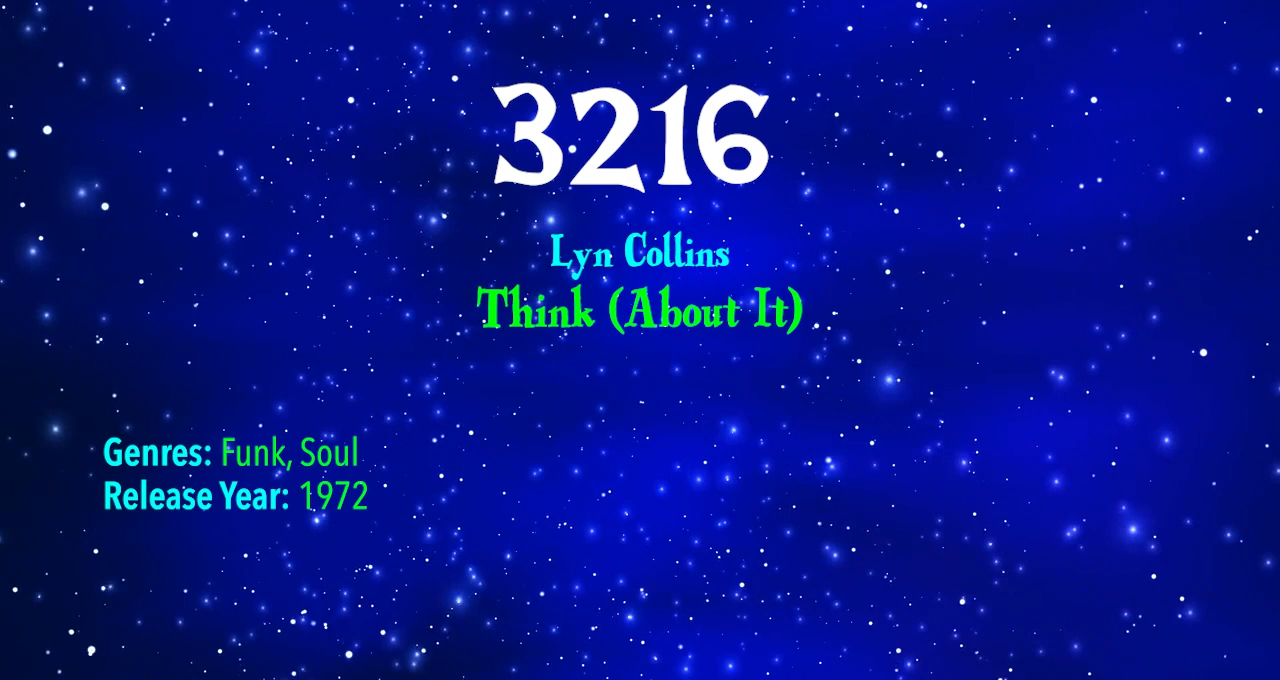 3216
Lyn Collins
Think (About It)
Genres: Funk, Soul
Release Year: 1972